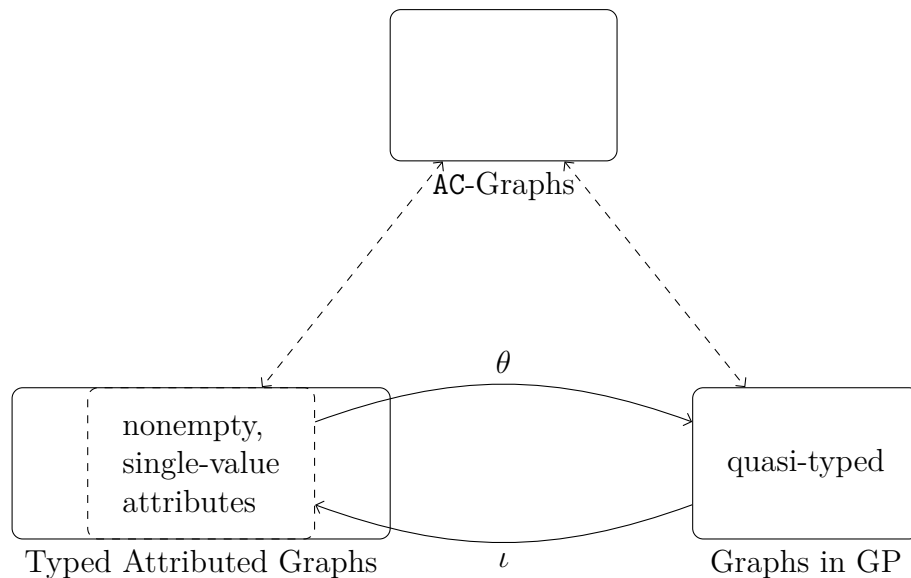 AC-Graphs
θ
nonempty,
single-value
attributes
quasi-typed
Typed Attributed Graphs
ι
Graphs in GP